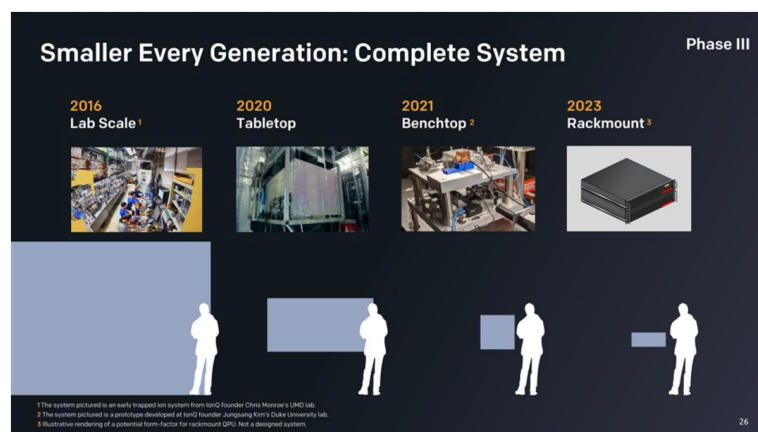 Smaller Every Generation: Complete System
Phase III
2016
Lab Scale 1
2020
Tabletop
2021
Benchtop 2
2023
Rackmount 3
1 The system pictured is an early trapped ion system from IonQ founder Chris Monroe's UMD lab.
2 The system pictured is a prototype developed at IonQ founder Jungsang Kim's Duke University lab.
3 Illustrative rendering of a potential form-factor for rackmount QPU. Not a designed system.
26